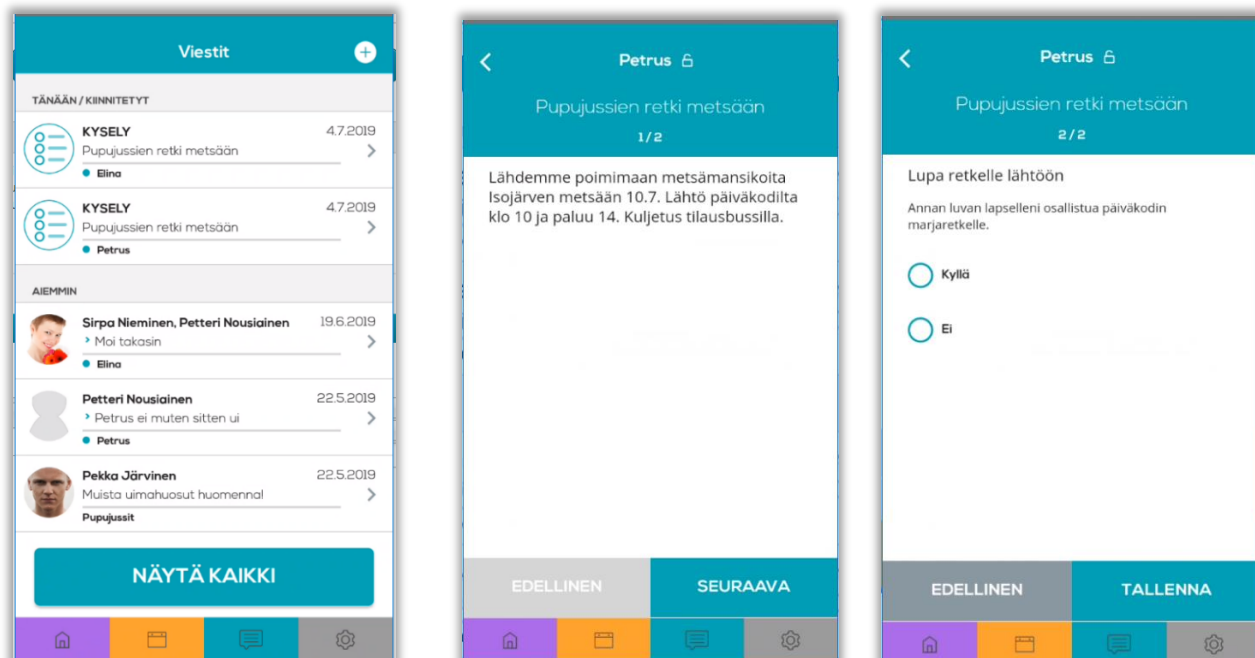 Viestit
TÄNÄÄN / KIINNITETYT
KYSELY 4.7.2019
Pupujussien retki metsään
Elina
KYSELY 4.7.2019
Pupujussien retki metsään
Petrus
AIEMMIN
Sirpa Nieminen, Petteri Nousiainen 19.6.2019
Moi takasin
Elina
Petteri Nousiainen 22.5.2019
Petrus ei muten sitten ui
Petrus
Pekka Järvinen 22.5.2019
Muista uimahuosut huomenna!
Pupujussit
NÄYTÄ KAIKKI
Petrus
Pupujussien retki metsään
1/2
Lähdemme poimimaan metsämansikoita
Isojärven metsään 10.7. Lähtö päiväkodilta
klo 10 ja paluu 14. Kuljetus tilausbussilla.
EDELLINEN SEURAAVA
Petrus
Pupujussien retki metsään
2/2
Lupa retkelle lähtöön
Annan luvan lapselleni osallistua päiväkodin
marjaretkelle.
Kyllä
Ei
EDELLINEN TALLENNA